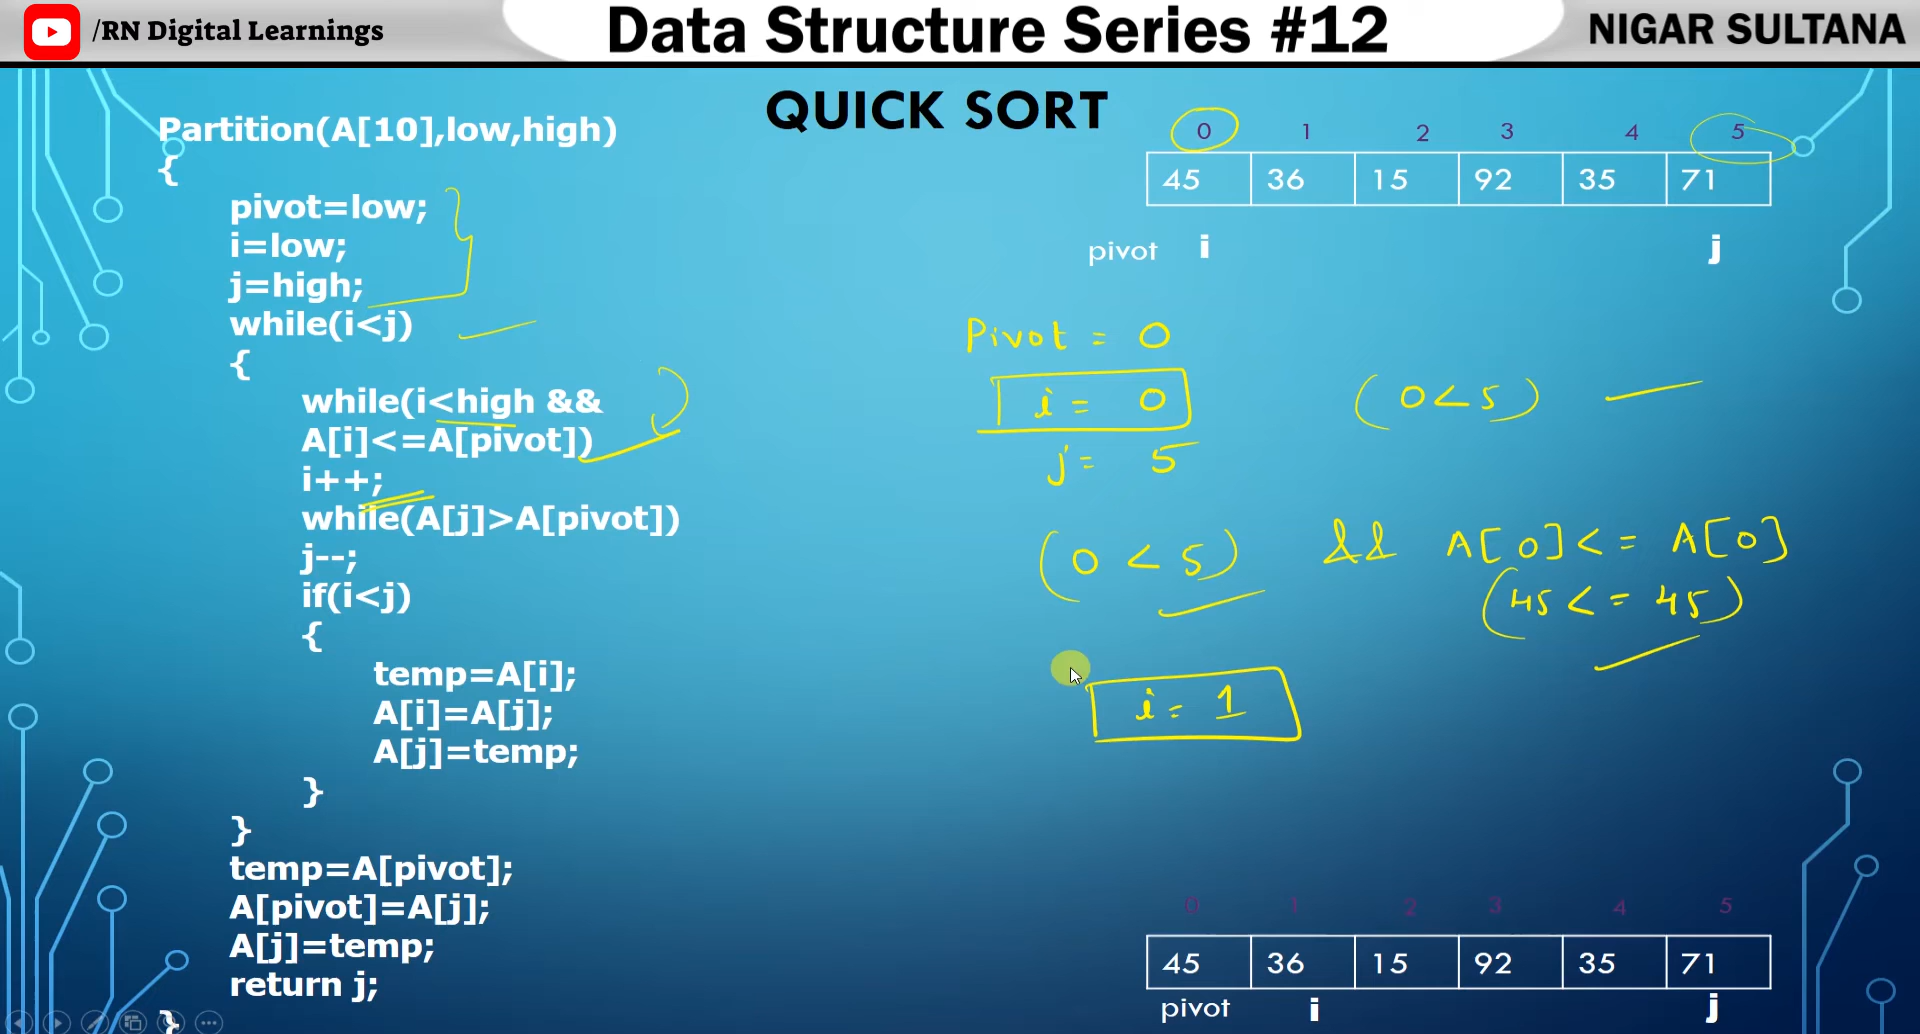 /RN Digital Learnings
Data Structure Series #12
NIGAR SULTANA
QUICK SORT
Partition(A[10],low,high)
{
pivot=low;
i=low;
j=high;
while(i<j)
{
while(i<high &&
A[i]<=A[pivot])
i++;
while(A[j]>A[pivot])
j--;
if(i<j)
{
temp=A[i];
A[i]=A[j];
A[j]=temp;
}
}
temp=A[pivot];
A[pivot]=A[j];
A[j]=temp;
return j;
}
0 1 2 3 4 5
45 36 15 92 35 71
pivot i j
Pivot = 0
i = 0 (0<5)
j = 5
(0 < 5) && A[0]<= A[0]
(45 <= 45)
i = 1
0 1 2 3 4 5
45 36 15 92 35 71
pivot i j